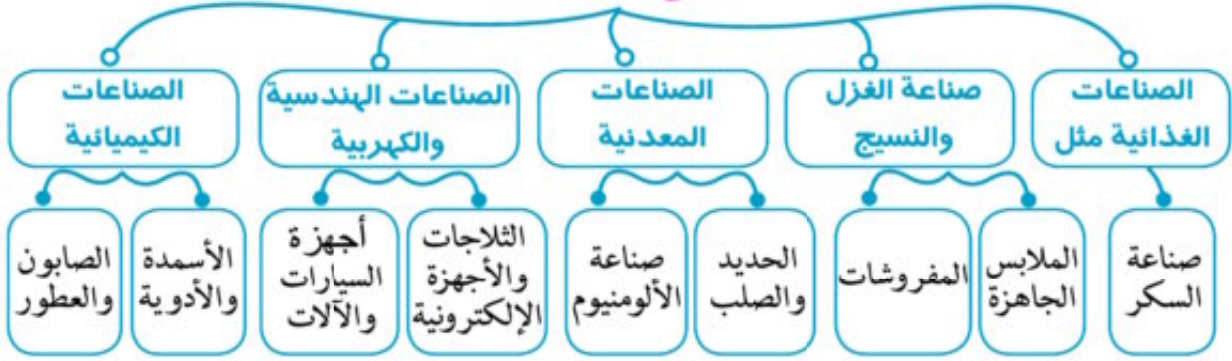 الصناعات
الغذائية مثل
صناعة الغزل
والنسيج
الصناعات
المعدنية
الصناعات الهندسية
والكهربية
الصناعات
الكيميائية
صناعة
السكر
الملابس
الجاهزة
المفروشات
الحديد
والصلب
صناعة
الألومنيوم
الثلاجات
والأجهزة
الإلكترونية
أجهزة
السيارات
والآلات
الأسمدة
والأدوية
الصابون
والعطور